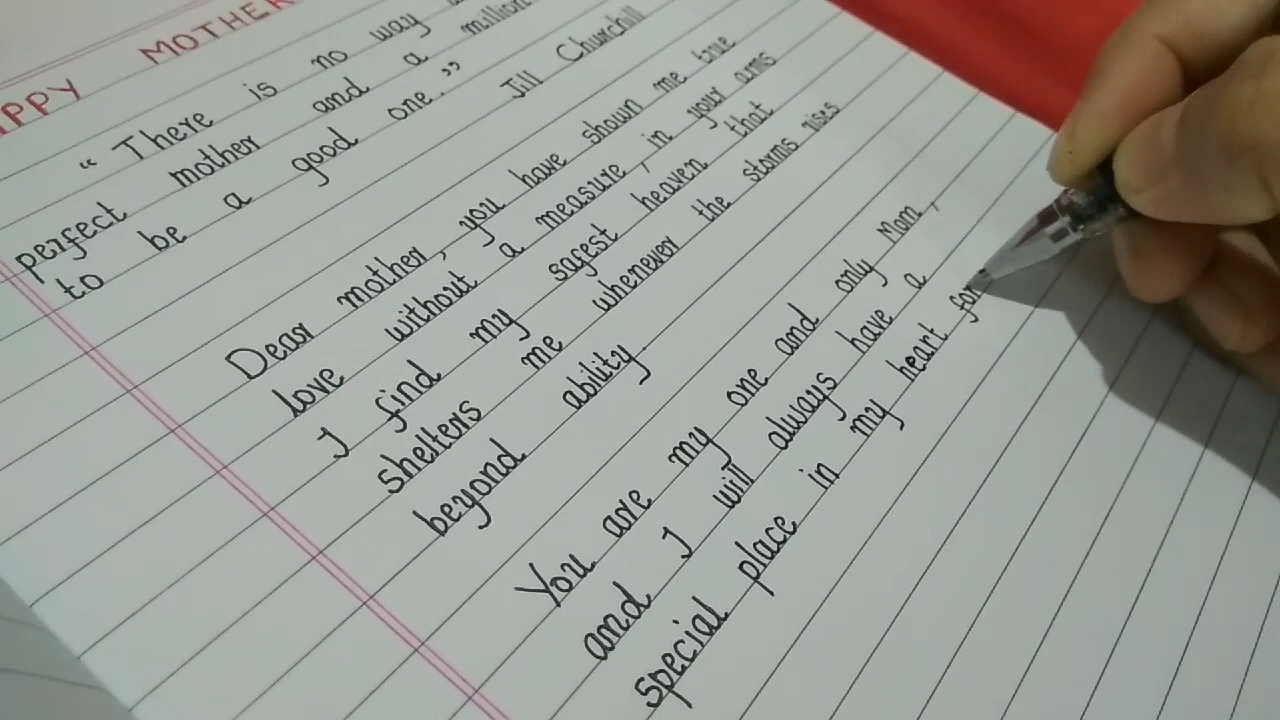 APPY MOTHER
“ There is no way
perfect mother and a million
to be a good one.”
Jill Churchill
Dear mother, you have shown me true
love without a measure, in your arms
I find my safest heaven that
shelters me whenever the storms rises
beyond ability
You are my one and only Mom,
and I will always have a
special place in my heart for